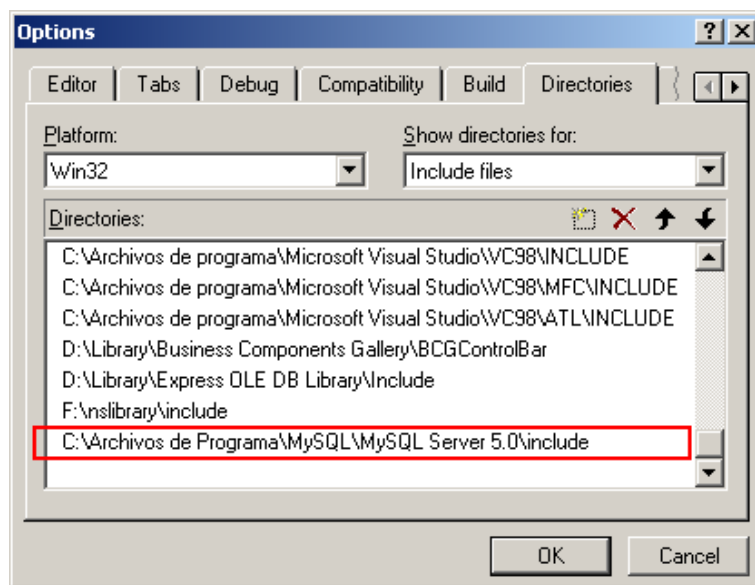 Options
Editor Tabs Debug Compatibility Build Directories
Platform: Show directories for:
Win32 Include files
Directories:
C:\Archivos de programa\Microsoft Visual Studio\VC98\INCLUDE
C:\Archivos de programa\Microsoft Visual Studio\VC98\MFC\INCLUDE
C:\Archivos de programa\Microsoft Visual Studio\VC98\ATL\INCLUDE
D:\Library\Business Components Gallery\BCGControlBar
D:\Library\Express OLE DB Library\Include
F:\nslibrary\include
C:\Archivos de Programa\MySQL\MySQL Server 5.0\include
OK Cancel